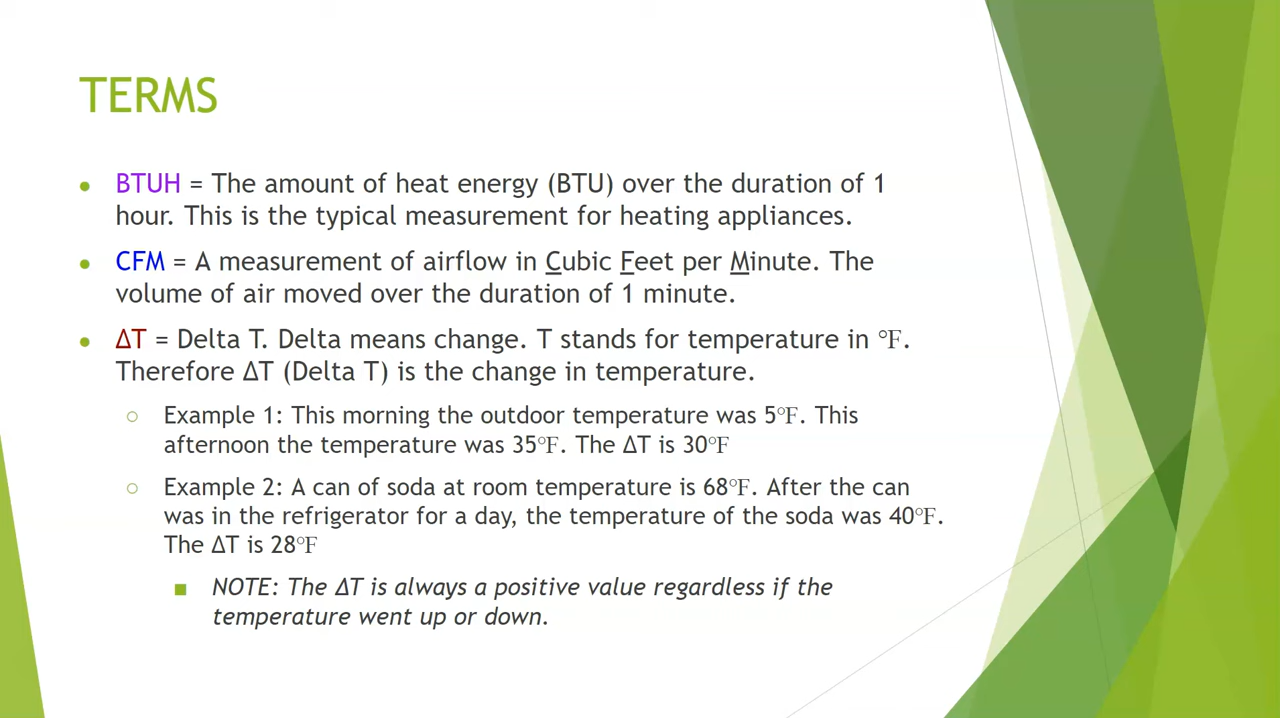 TERMS
BTUH = The amount of heat energy (BTU) over the duration of 1
hour. This is the typical measurement for heating appliances.
CFM = A measurement of airflow in Cubic Feet per Minute. The
volume of air moved over the duration of 1 minute.
ΔT = Delta T. Delta means change. T stands for temperature in °F.
Therefore ΔT (Delta T) is the change in temperature.
Example 1: This morning the outdoor temperature was 5°F. This
afternoon the temperature was 35°F. The ΔT is 30°F
Example 2: A can of soda at room temperature is 68°F. After the can
was in the refrigerator for a day, the temperature of the soda was 40°F.
The ΔT is 28°F
NOTE: The ΔT is always a positive value regardless if the
temperature went up or down.